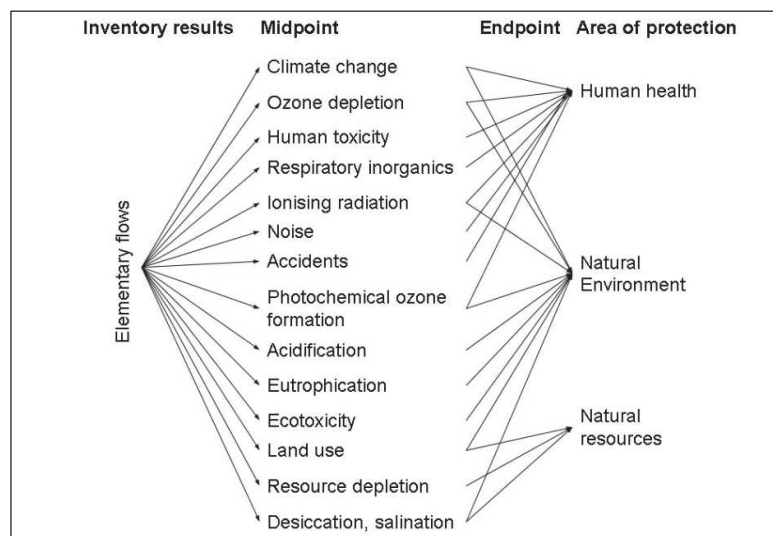 Inventory results Midpoint Endpoint Area of protection
Climate change
Ozone depletion
Human toxicity
Respiratory inorganics
Ionising radiation
Noise
Accidents
Photochemical ozone
formation
Acidification
Eutrophication
Ecotoxicity
Land use
Resource depletion
Desiccation, salination
Elementary flows
Human health
Natural
Environment
Natural
resources